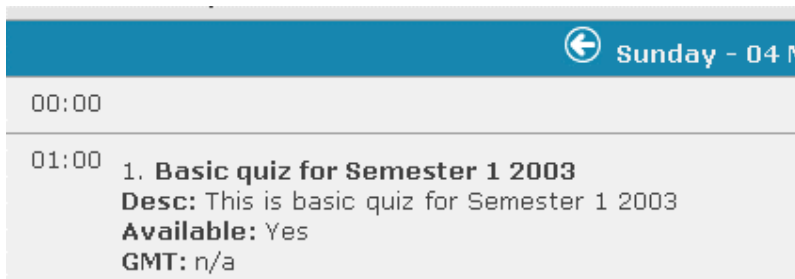 Sunday - 04
00:00
01:00 1. Basic quiz for Semester 1 2003
Desc: This is basic quiz for Semester 1 2003
Available: Yes
GMT: n/a